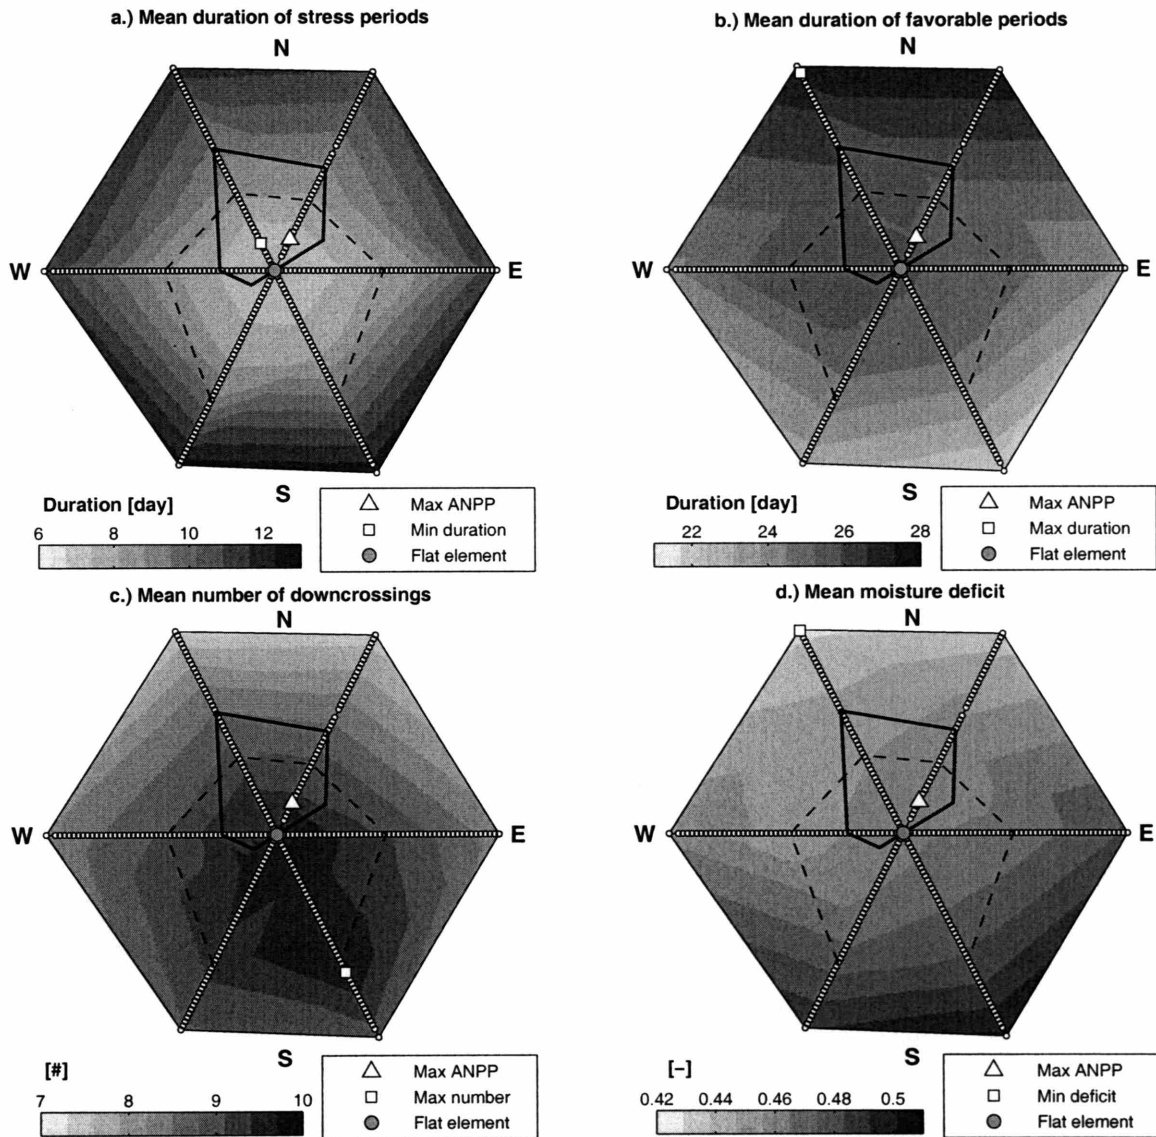 a.) Mean duration of stress periods
N
W
E
S
Duration [day]
6 8 10 12
Max ANPP
Min duration
Flat element
b.) Mean duration of favorable periods
N
W
E
S
Duration [day]
22 24 26 28
Max ANPP
Max duration
Flat element
c.) Mean number of downcrossings
N
W
E
S
[#]
7 8 9 10
Max ANPP
Max number
Flat element
d.) Mean moisture deficit
N
W
E
S
[–]
0.42 0.44 0.46 0.48 0.5
Max ANPP
Min deficit
Flat element